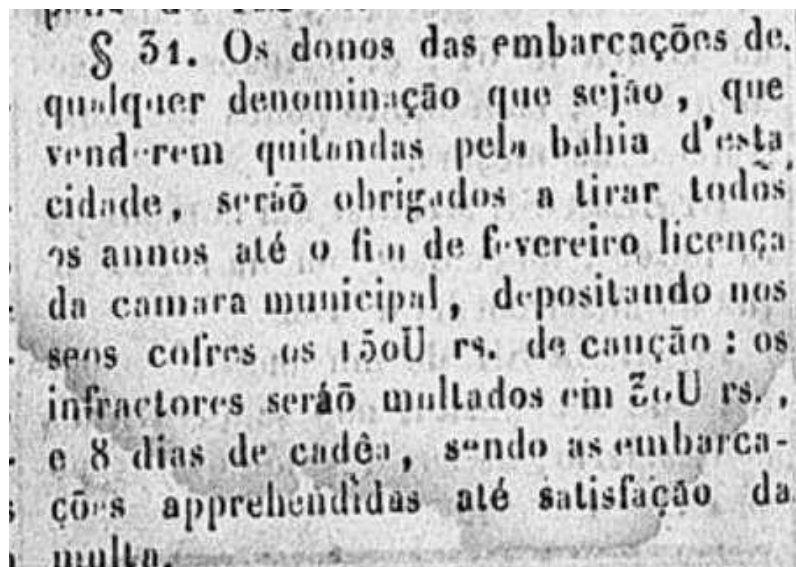 § 31. Os donos das embarcações de
qualquer denominação que sejão, que
venderem quitandas pela bahia d'esta
cidade, seráõ obrigados a tirar todos
os annos até o fim de fevereiro licença
da camara municipal, depositando nos
seos cofres os 150U rs. de caução: os
infractores seráõ multados em rs.,
e 8 dias de cadêa, sendo as embarca-
ções apprehendidas até satisfação da
multa.